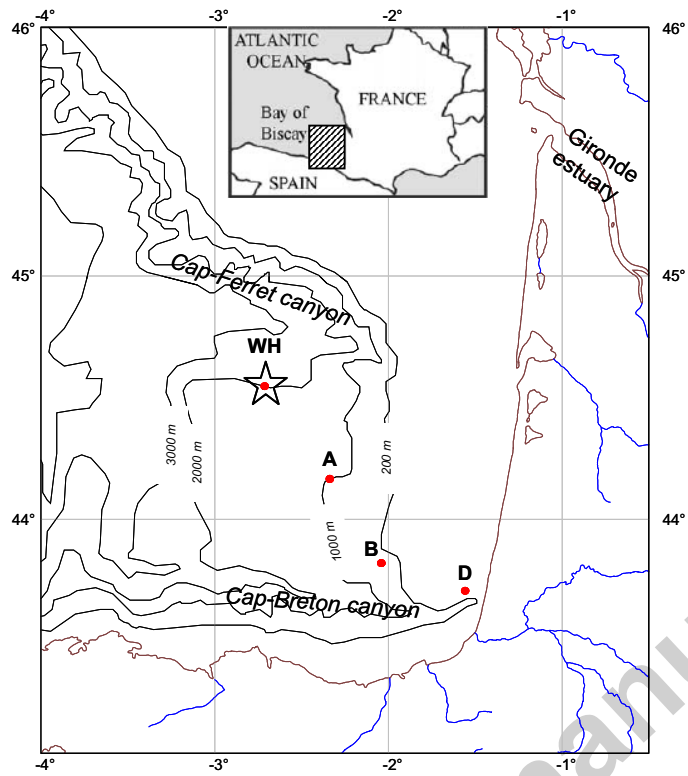 -4° -3° -2° -1°
46° 46°
ATLANTIC
OCEAN
FRANCE
Bay of
Biscay
SPAIN
Gironde
estuary
45° 45°
Cap-Ferret canyon
WH
3000 m
2000 m
200 m
A
44° 44°
1000 m
B
D
Cap-Breton canyon
-4° -3° -2° -1°